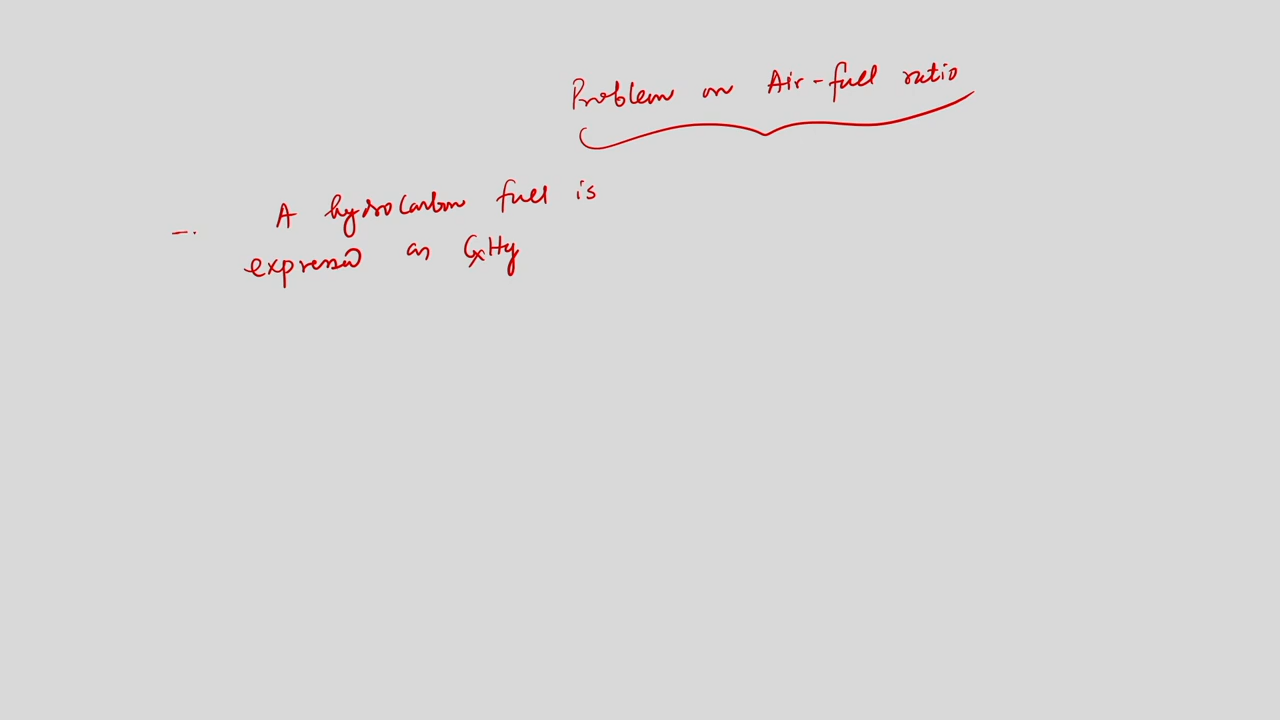 Problem on Air-fuel ratio
-. A hydrocarbon fuel is
expressed as CxHy